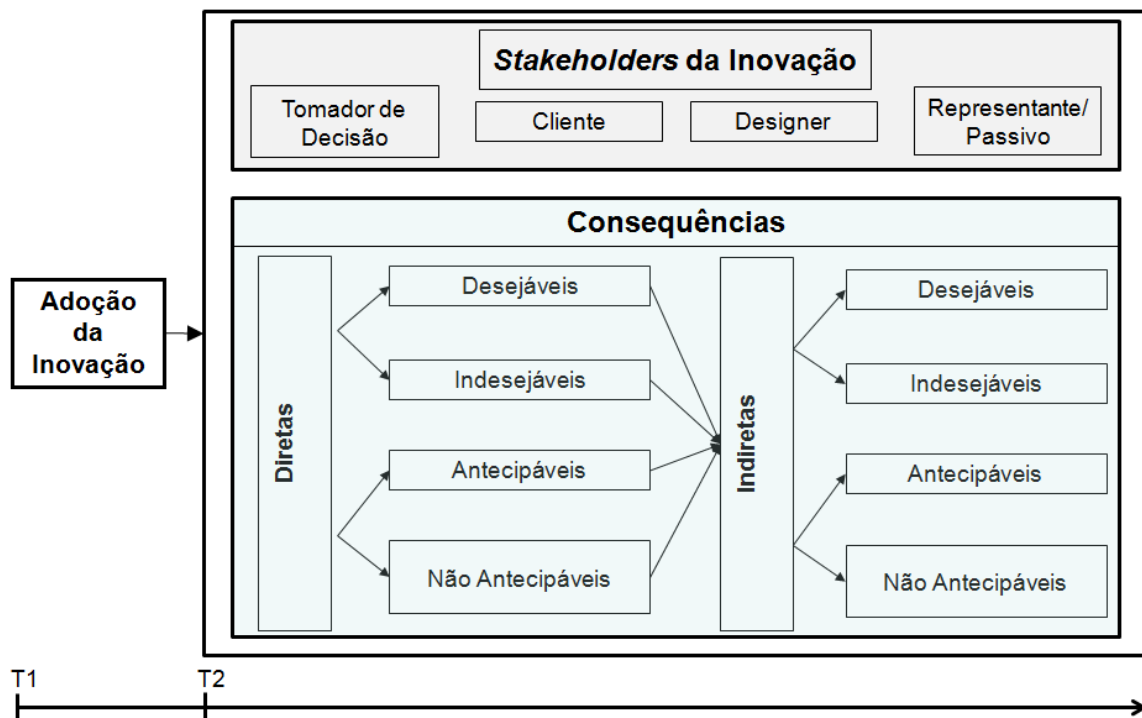 Stakeholders da Inovação
Tomador de
Decisão
Cliente
Designer
Representante/
Passivo
Consequências
Adoção
da
Inovação
Diretas
Desejáveis
Indesejáveis
Antecipáveis
Não Antecipáveis
Indiretas
Desejáveis
Indesejáveis
Antecipáveis
Não Antecipáveis
T1
T2